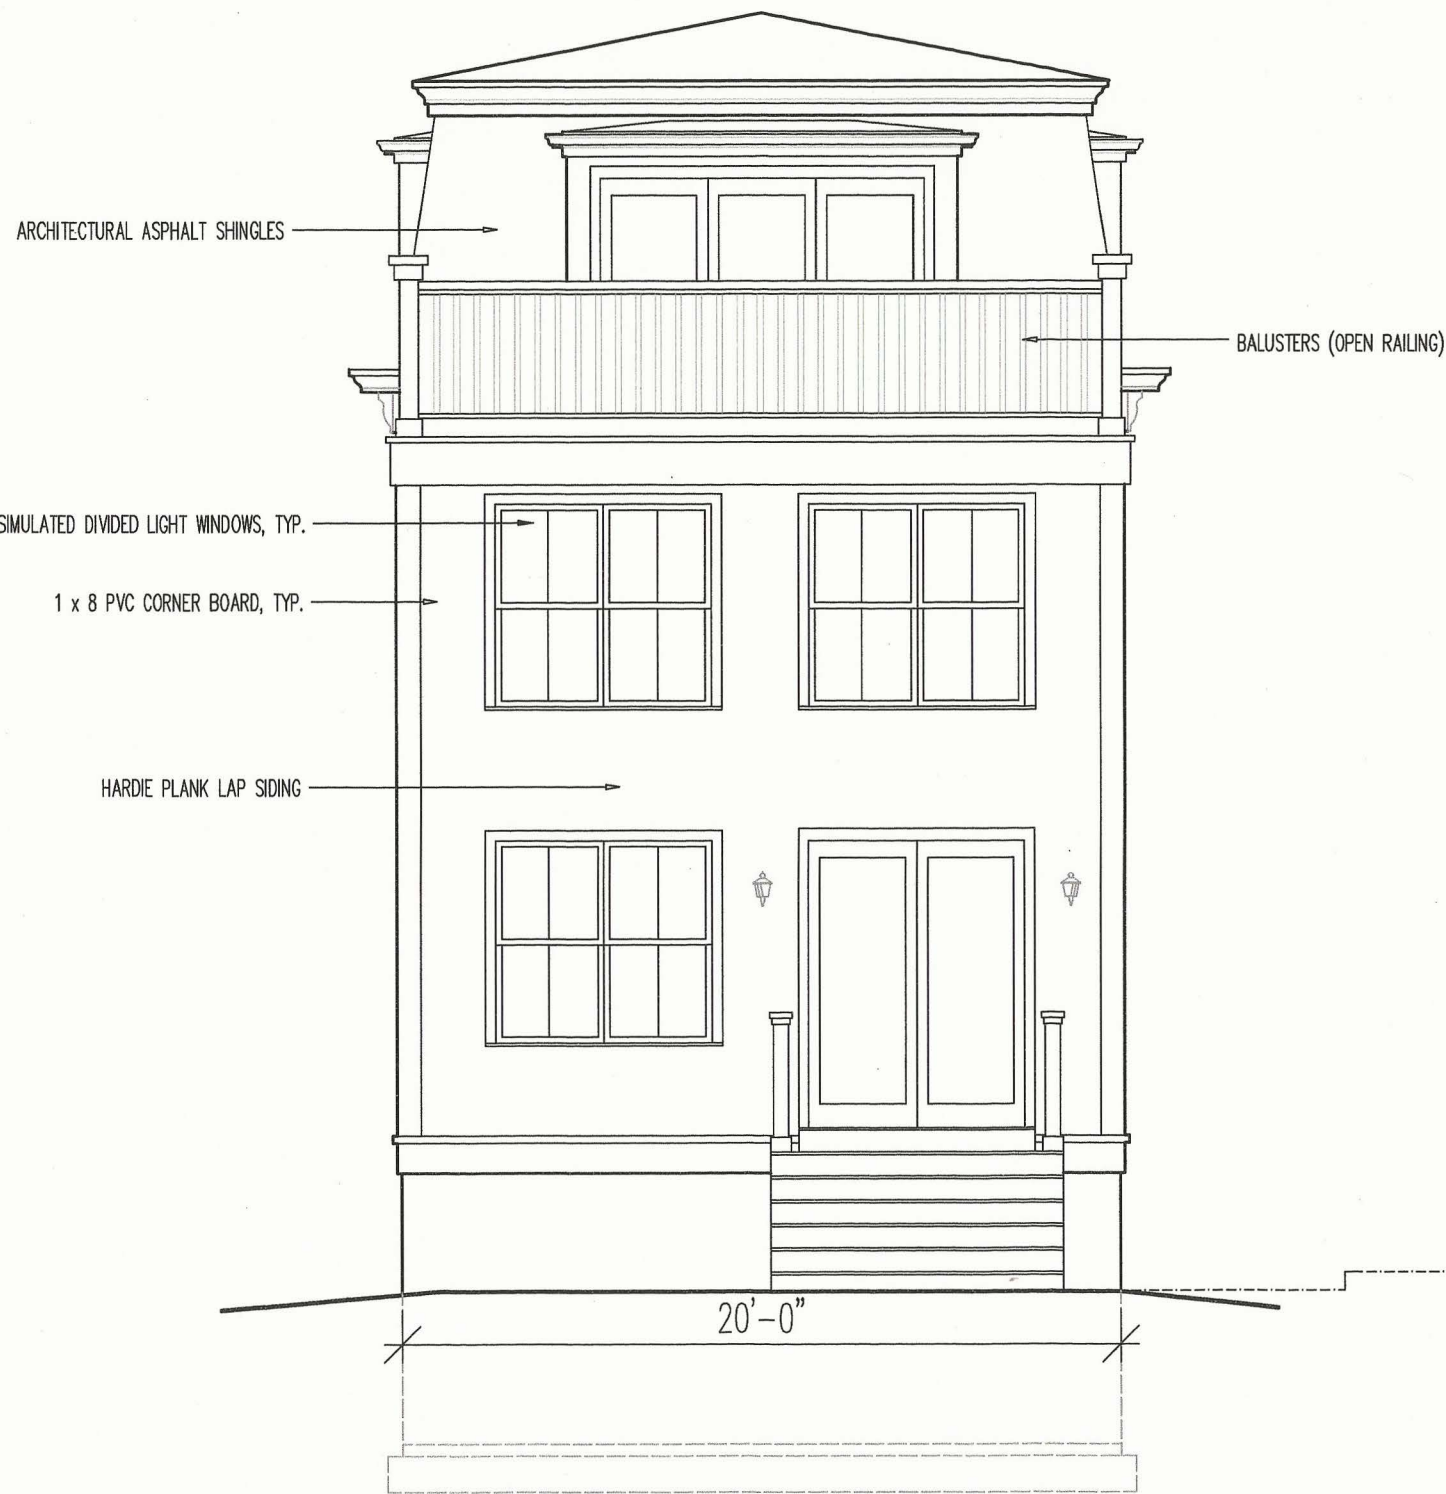 ARCHITECTURAL ASPHALT SHINGLES
BALUSTERS (OPEN RAILING)
SIMULATED DIVIDED LIGHT WINDOWS, TYP.
1 x 8 PVC CORNER BOARD, TYP.
HARDIE PLANK LAP SIDING
20'-0"